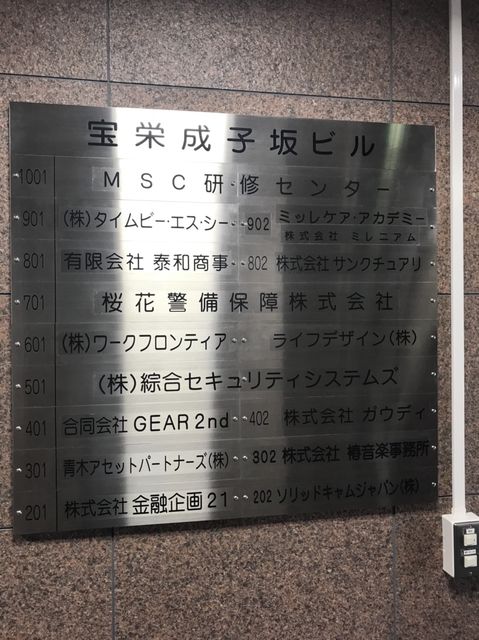 宝栄成子坂ビル
1001 MSC研修センター
901 (株)タイムビー・エス・シー 902 ミッレケア・アカデミー
株式会社 ミレニアム
801 有限会社 泰和商事 802 株式会社 サンクチュアリ
701 桜花警備保障株式会社
601 (株)ワークフロンティア ライフデザイン(株)
501 (株)綜合セキュリティシステムズ
401 合同会社 GEAR 2nd 402 株式会社 ガウディ
301 青木アセットパートナーズ(株) 302 株式会社 椿音楽事務所
201 株式会社 金融企画21 202 ソリッドキャムジャパン(株)